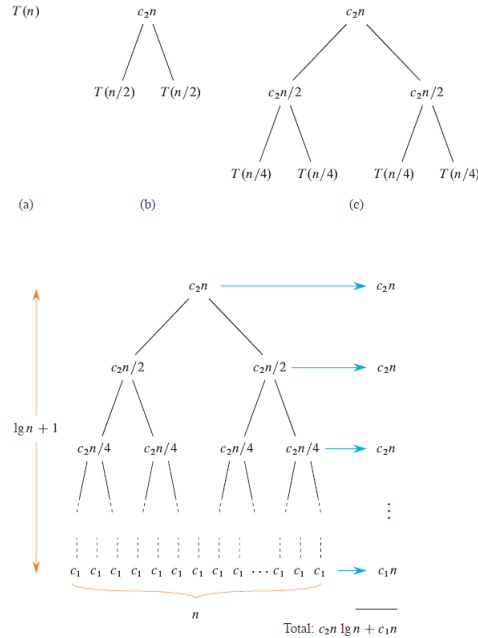 T(n) c₂n c₂n
T(n/2) T(n/2) c₂n/2 c₂n/2
T(n/4) T(n/4) T(n/4) T(n/4)
(a) (b) (c)
c₂n c₂n
c₂n/2 c₂n/2 c₂n
lg n + 1
c₂n/4 c₂n/4 c₂n/4 c₂n/4 c₂n
⋮
c₁ c₁ c₁ c₁ c₁ c₁ c₁ c₁ c₁ ⋯ c₁ c₁ c₁ c₁n
n
Total: c₂n lg n + c₁n